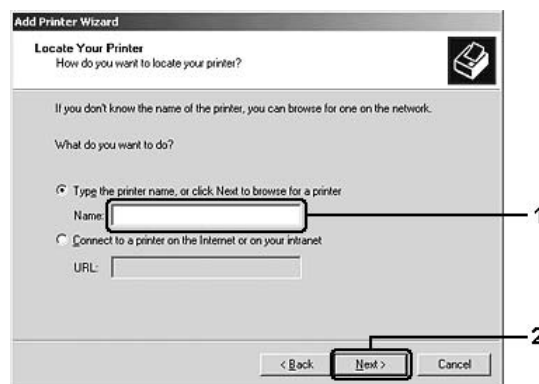 Add Printer Wizard
Locate Your Printer
How do you want to locate your printer?
If you don't know the name of the printer, you can browse for one on the network.
What do you want to do?
Type the printer name, or click Next to browse for a printer
Name: 1
Connect to a printer on the Internet or on your intranet
URL:
2
< Back Next > Cancel